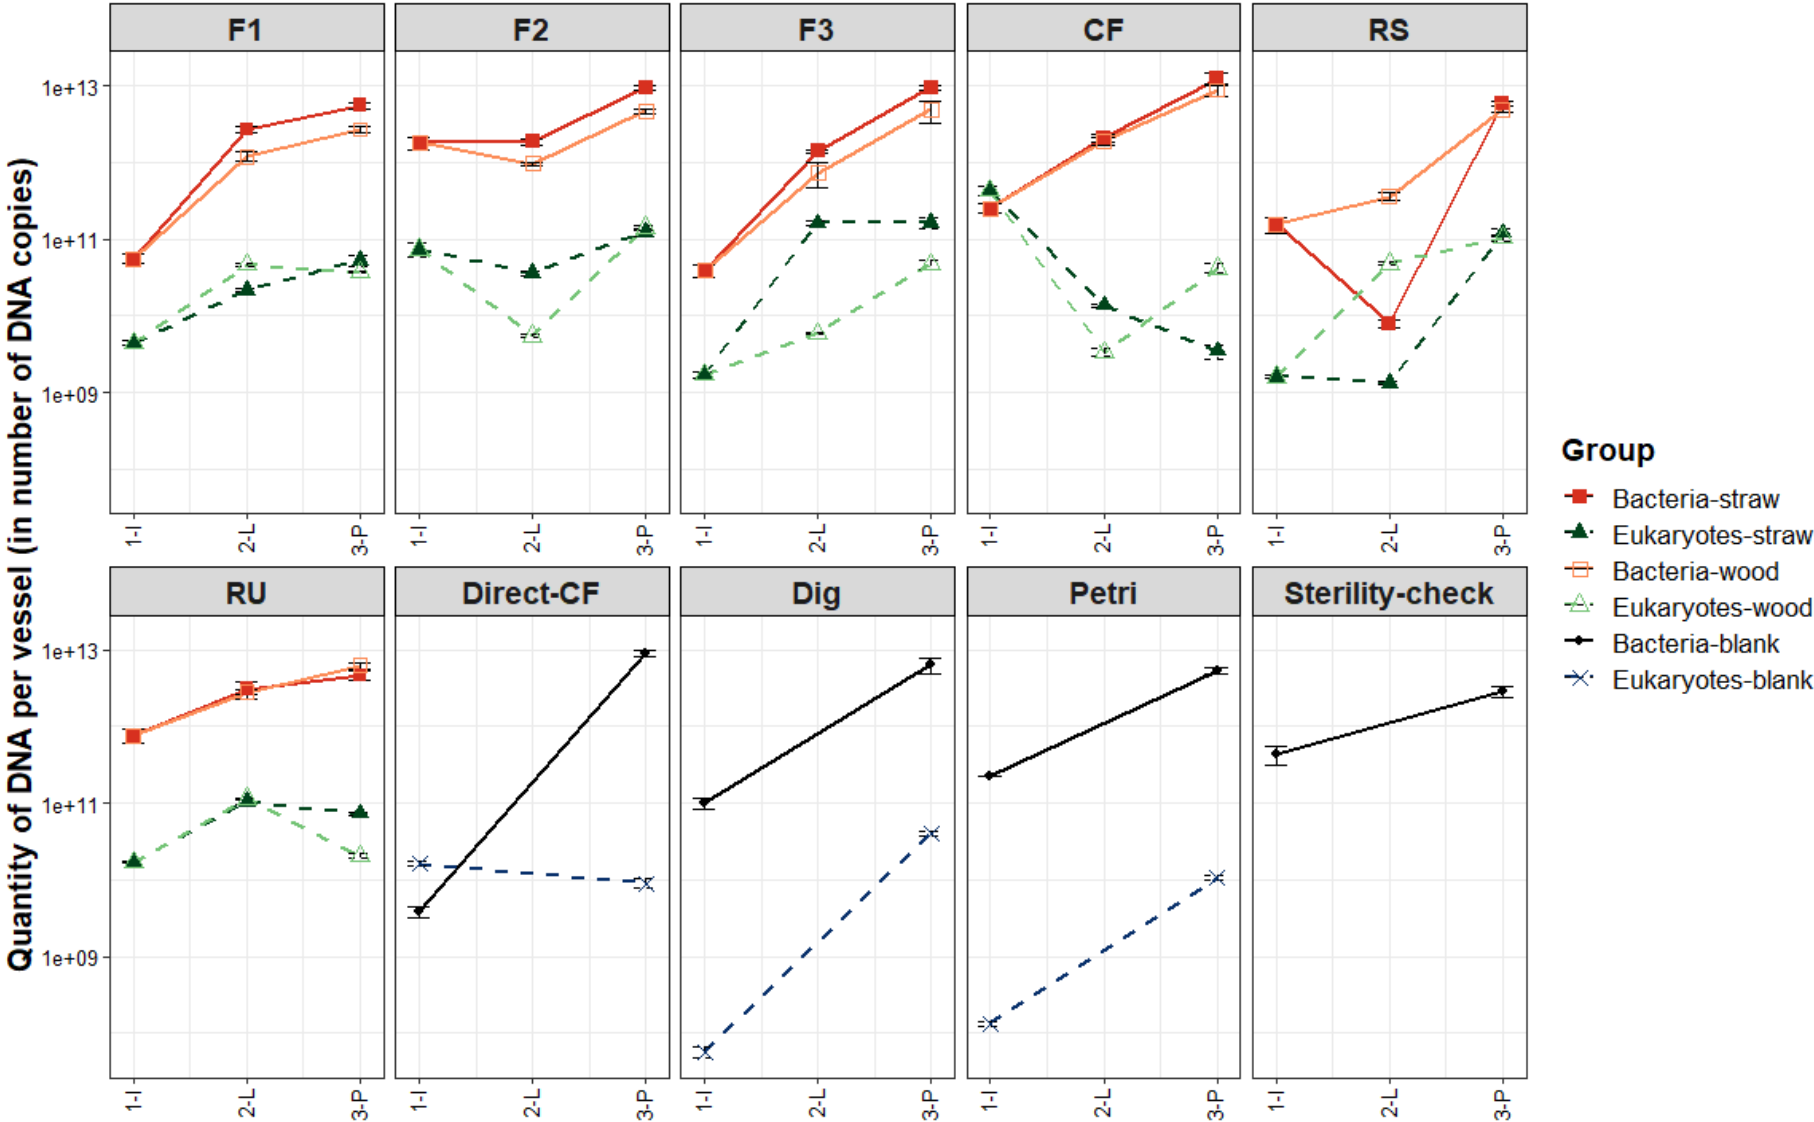 F1 F2 F3 CF RS
1e+13
1e+11
1e+09
1-I 2-L 3-P 1-I 2-L 3-P 1-I 2-L 3-P 1-I 2-L 3-P 1-I 2-L 3-P
RU Direct-CF Dig Petri Sterility-check
1e+13
1e+11
1e+09
1-I 2-L 3-P 1-I 2-L 3-P 1-I 2-L 3-P 1-I 2-L 3-P 1-I 2-L 3-P
Quantity of DNA per vessel (in number of DNA copies)
Group
Bacteria-straw
Eukaryotes-straw
Bacteria-wood
Eukaryotes-wood
Bacteria-blank
Eukaryotes-blank